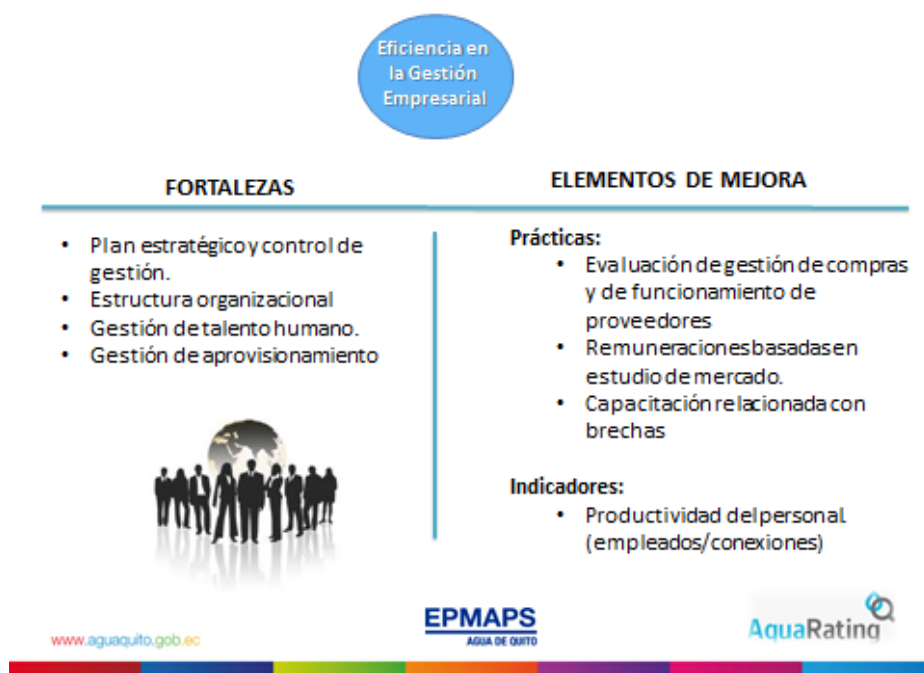 Eficiencia en
la Gestión
Empresarial
FORTALEZAS
• Plan estratégico y control de
gestión.
• Estructura organizacional
• Gestión de talento humano.
• Gestión de aprovisionamiento
ELEMENTOS DE MEJORA
Prácticas:
• Evaluación de gestión de compras
y de funcionamiento de
proveedores
• Remuneraciones basadas en
estudio de mercado.
• Capacitación relacionada con
brechas
Indicadores:
• Productividad del personal
(empleados/conexiones)
www.aguaquito.gob.ec
EPMAPS
AGUA DE QUITO
AquaRating